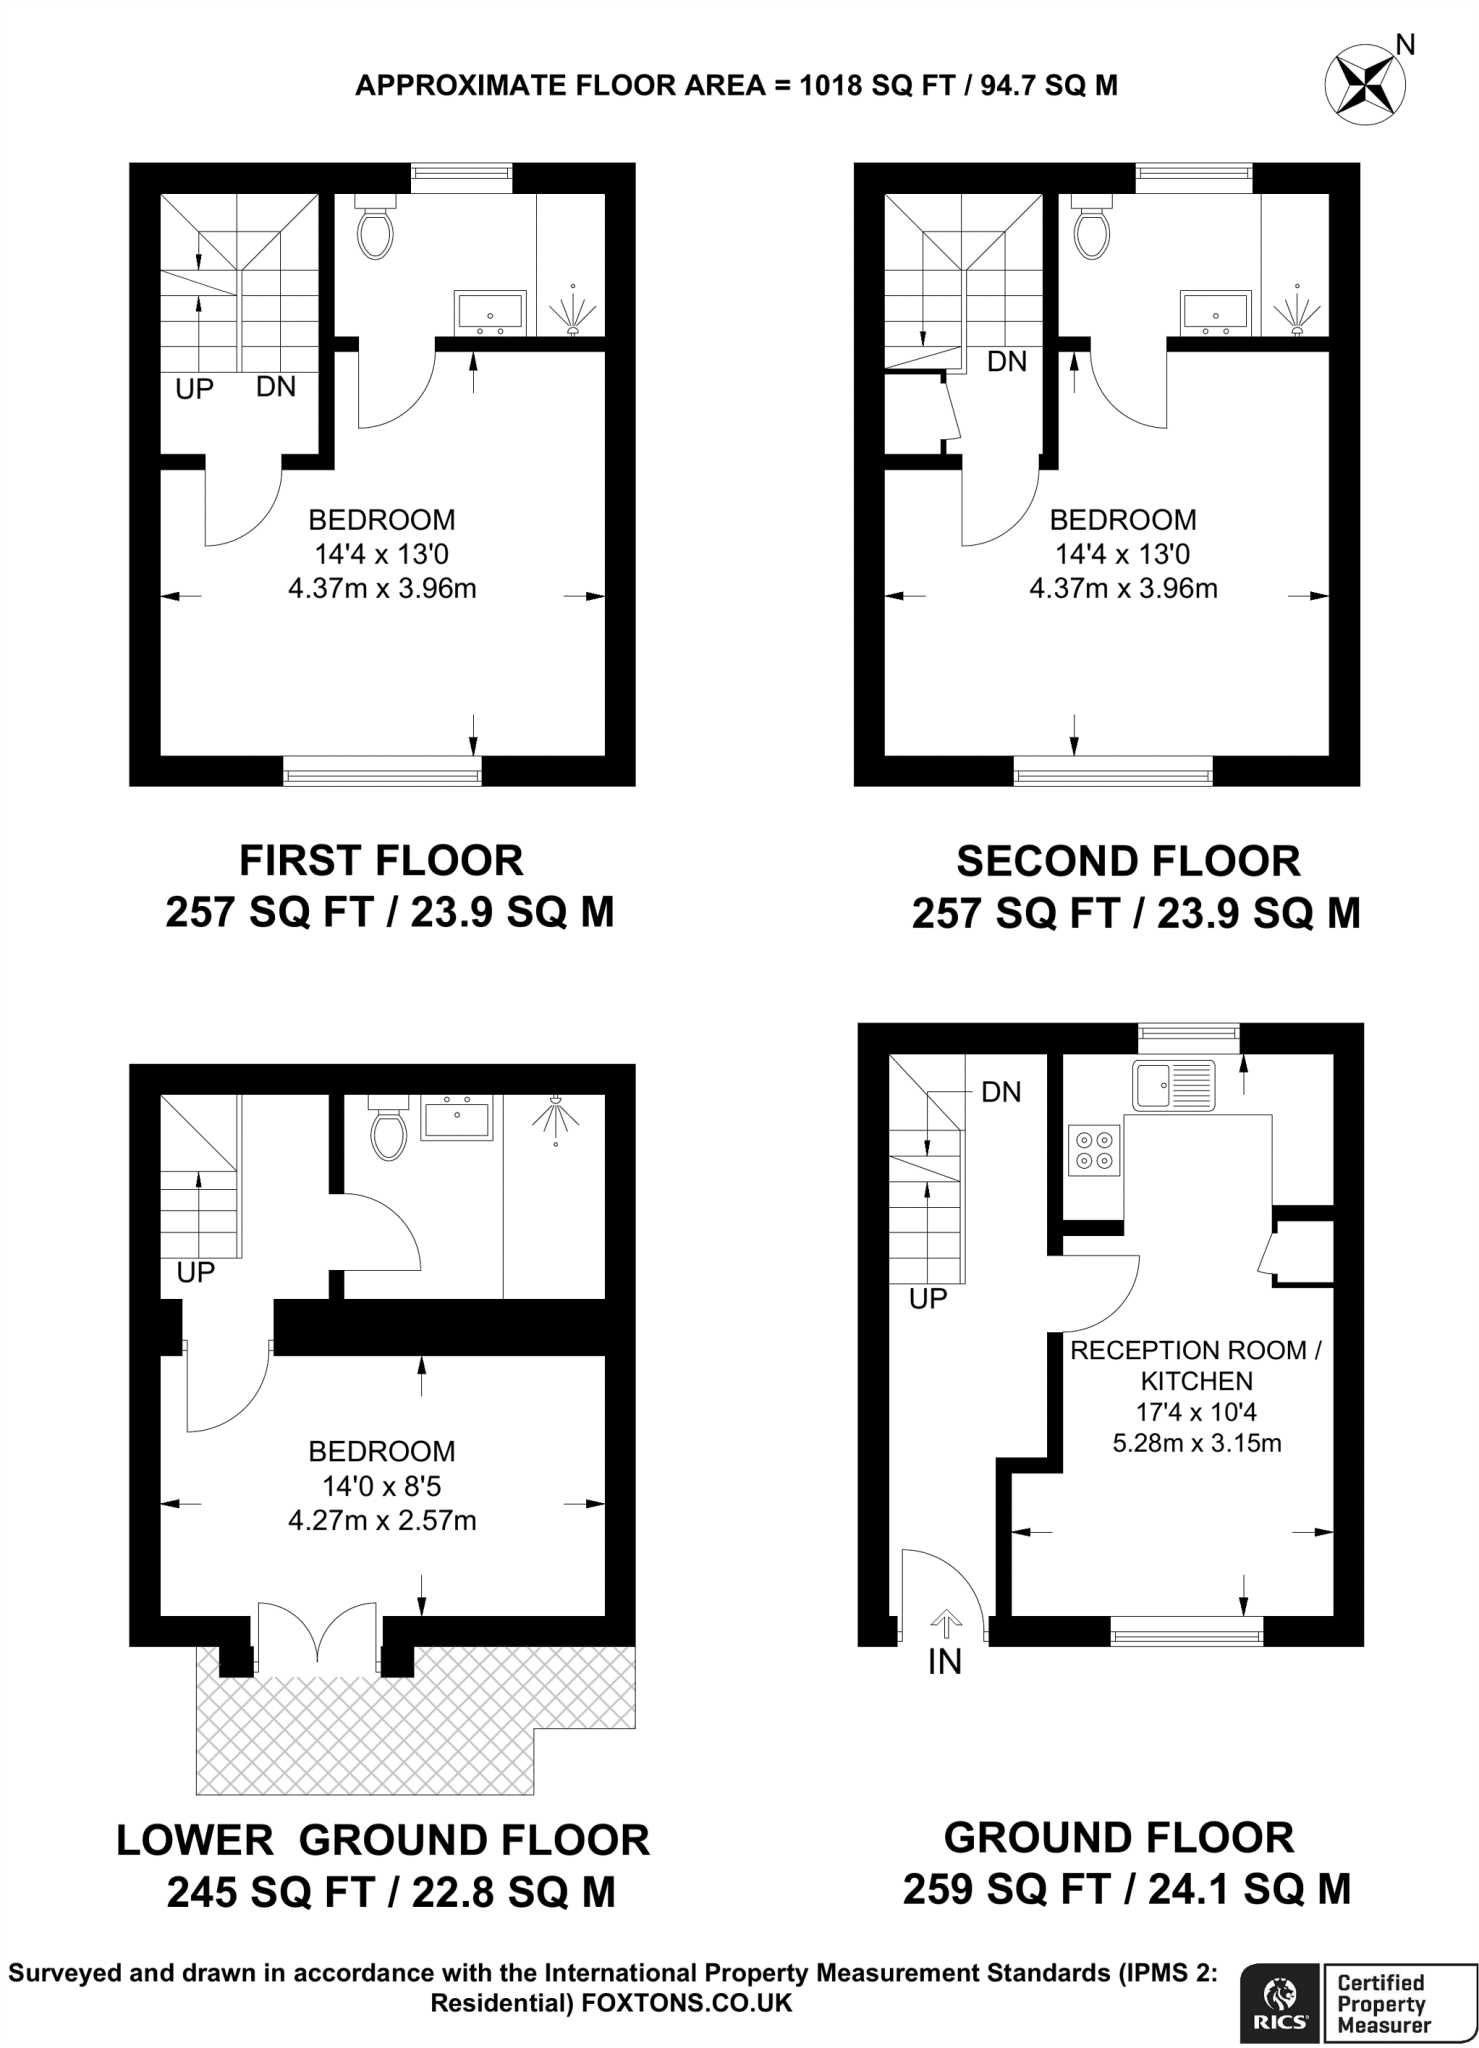 N
APPROXIMATE FLOOR AREA = 1018 SQ FT / 94.7 SQ M
UP
DN
BEDROOM
14'4 x 13'0
4.37m x 3.96m
FIRST FLOOR
257 SQ FT / 23.9 SQ M
DN
BEDROOM
14'4 x 13'0
4.37m x 3.96m
SECOND FLOOR
257 SQ FT / 23.9 SQ M
UP
BEDROOM
14'0 x 8'5
4.27m x 2.57m
LOWER GROUND FLOOR
245 SQ FT / 22.8 SQ M
DN
UP
RECEPTION ROOM /
KITCHEN
17'4 x 10'4
5.28m x 3.15m
IN
GROUND FLOOR
259 SQ FT / 24.1 SQ M
Surveyed and drawn in accordance with the International Property Measurement Standards (IPMS 2:
Residential) FOXTONS.CO.UK
RICS
Certified
Property
Measurer